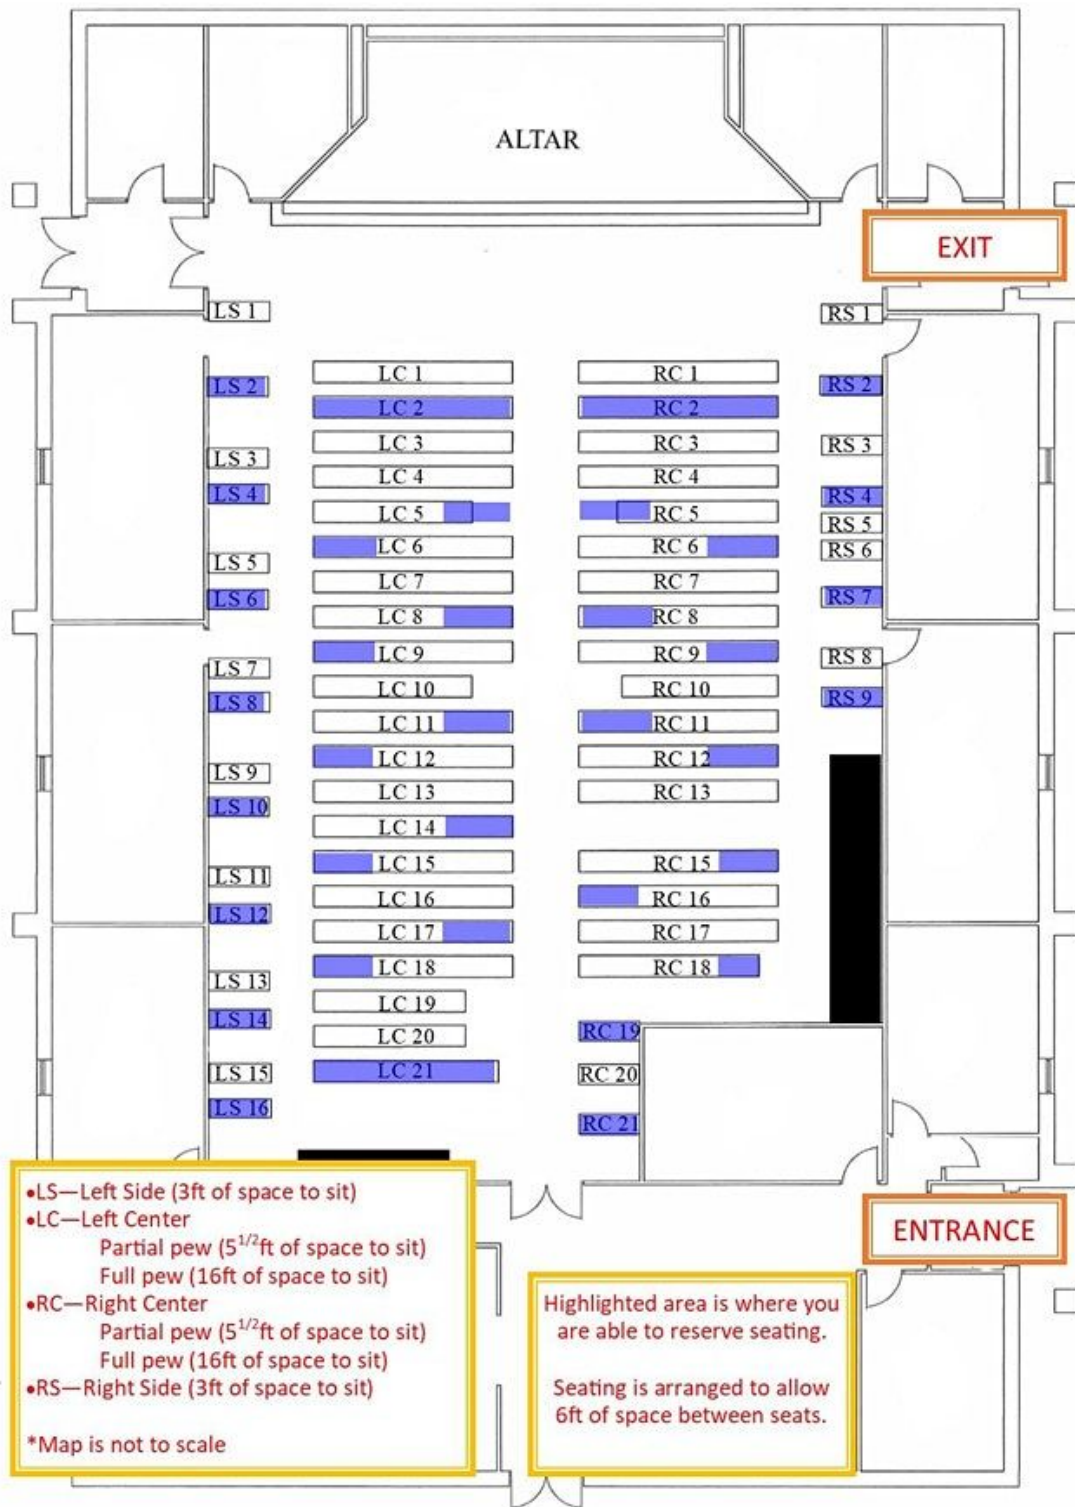 ALTAR
EXIT
LS 1
RS 1
LC 1
RC 1
LS 2
RS 2
LC 2
RC 2
LC 3
RC 3
RS 3
LS 3
LC 4
RC 4
LS 4
RS 4
LC 5
RC 5
RS 5
LC 6
RC 6
RS 6
LS 5
LC 7
RC 7
LS 6
RS 7
LC 8
RC 8
LC 9
RC 9
RS 8
LS 7
LC 10
RC 10
LS 8
RS 9
LC 11
RC 11
LC 12
RC 12
LS 9
LC 13
RC 13
LS 10
LC 14
LC 15
RC 15
LS 11
LC 16
RC 16
LS 12
LC 17
RC 17
LC 18
RC 18
LS 13
LC 19
LS 14
RC 19
LC 20
LS 15
LC 21
RC 20
LS 16
RC 21
•LS—Left Side (3ft of space to sit)
•LC—Left Center
Partial pew (5 1/2ft of space to sit)
Full pew (16ft of space to sit)
•RC—Right Center
Partial pew (5 1/2ft of space to sit)
Full pew (16ft of space to sit)
•RS—Right Side (3ft of space to sit)
*Map is not to scale
ENTRANCE
Highlighted area is where you
are able to reserve seating.
Seating is arranged to allow
6ft of space between seats.